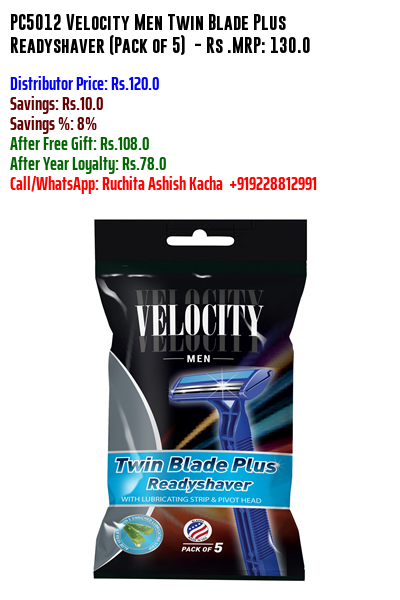 PC5012 Velocity Men Twin Blade Plus
Readyshaver (Pack of 5) - Rs .MRP: 130.0
Distributor Price: Rs.120.0
Savings: Rs.10.0
Savings %: 8%
After Free Gift: Rs.108.0
After Year Loyalty: Rs.78.0
Call/WhatsApp: Ruchita Ashish Kacha +919228812991
VELOCITY
MEN
Twin Blade Plus
Readyshaver
WITH LUBRICATING STRIP & PIVOT HEAD
PACK OF 5